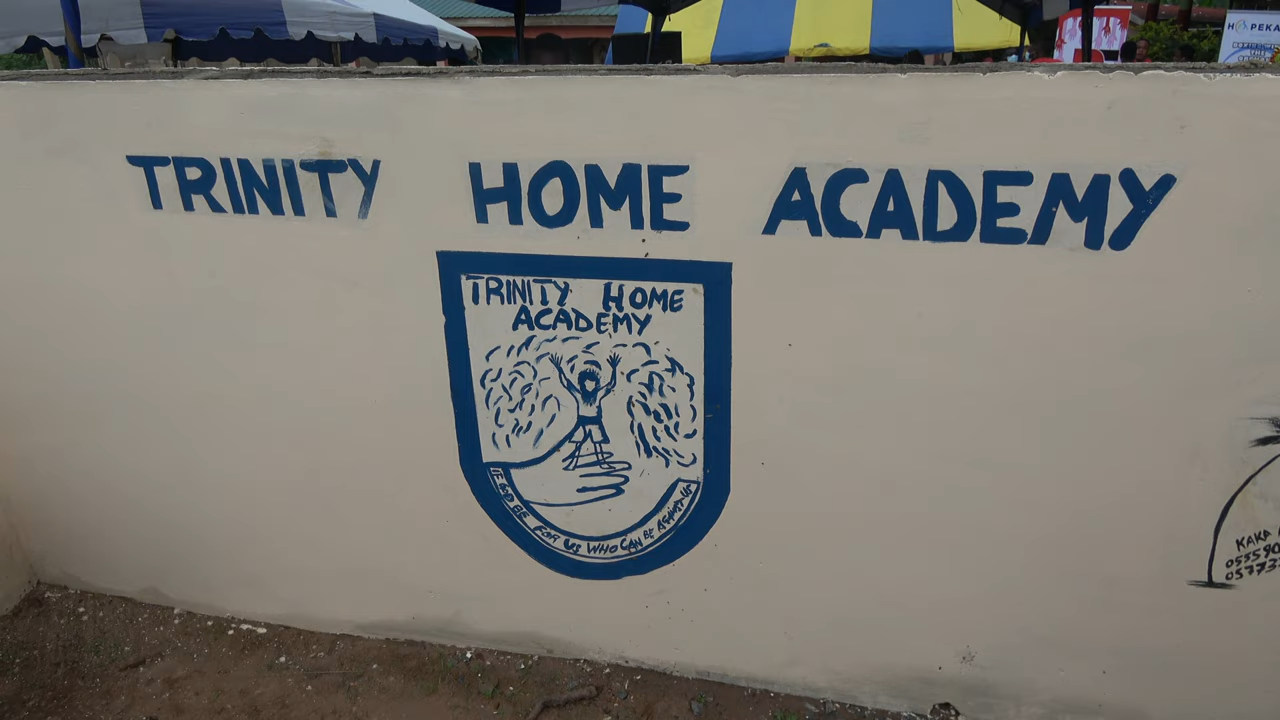 TRINITY HOME ACADEMY
TRINITY HOME
ACADEMY
IF GOD BE FOR US WHO CAN BE AGAINST US
KAKA